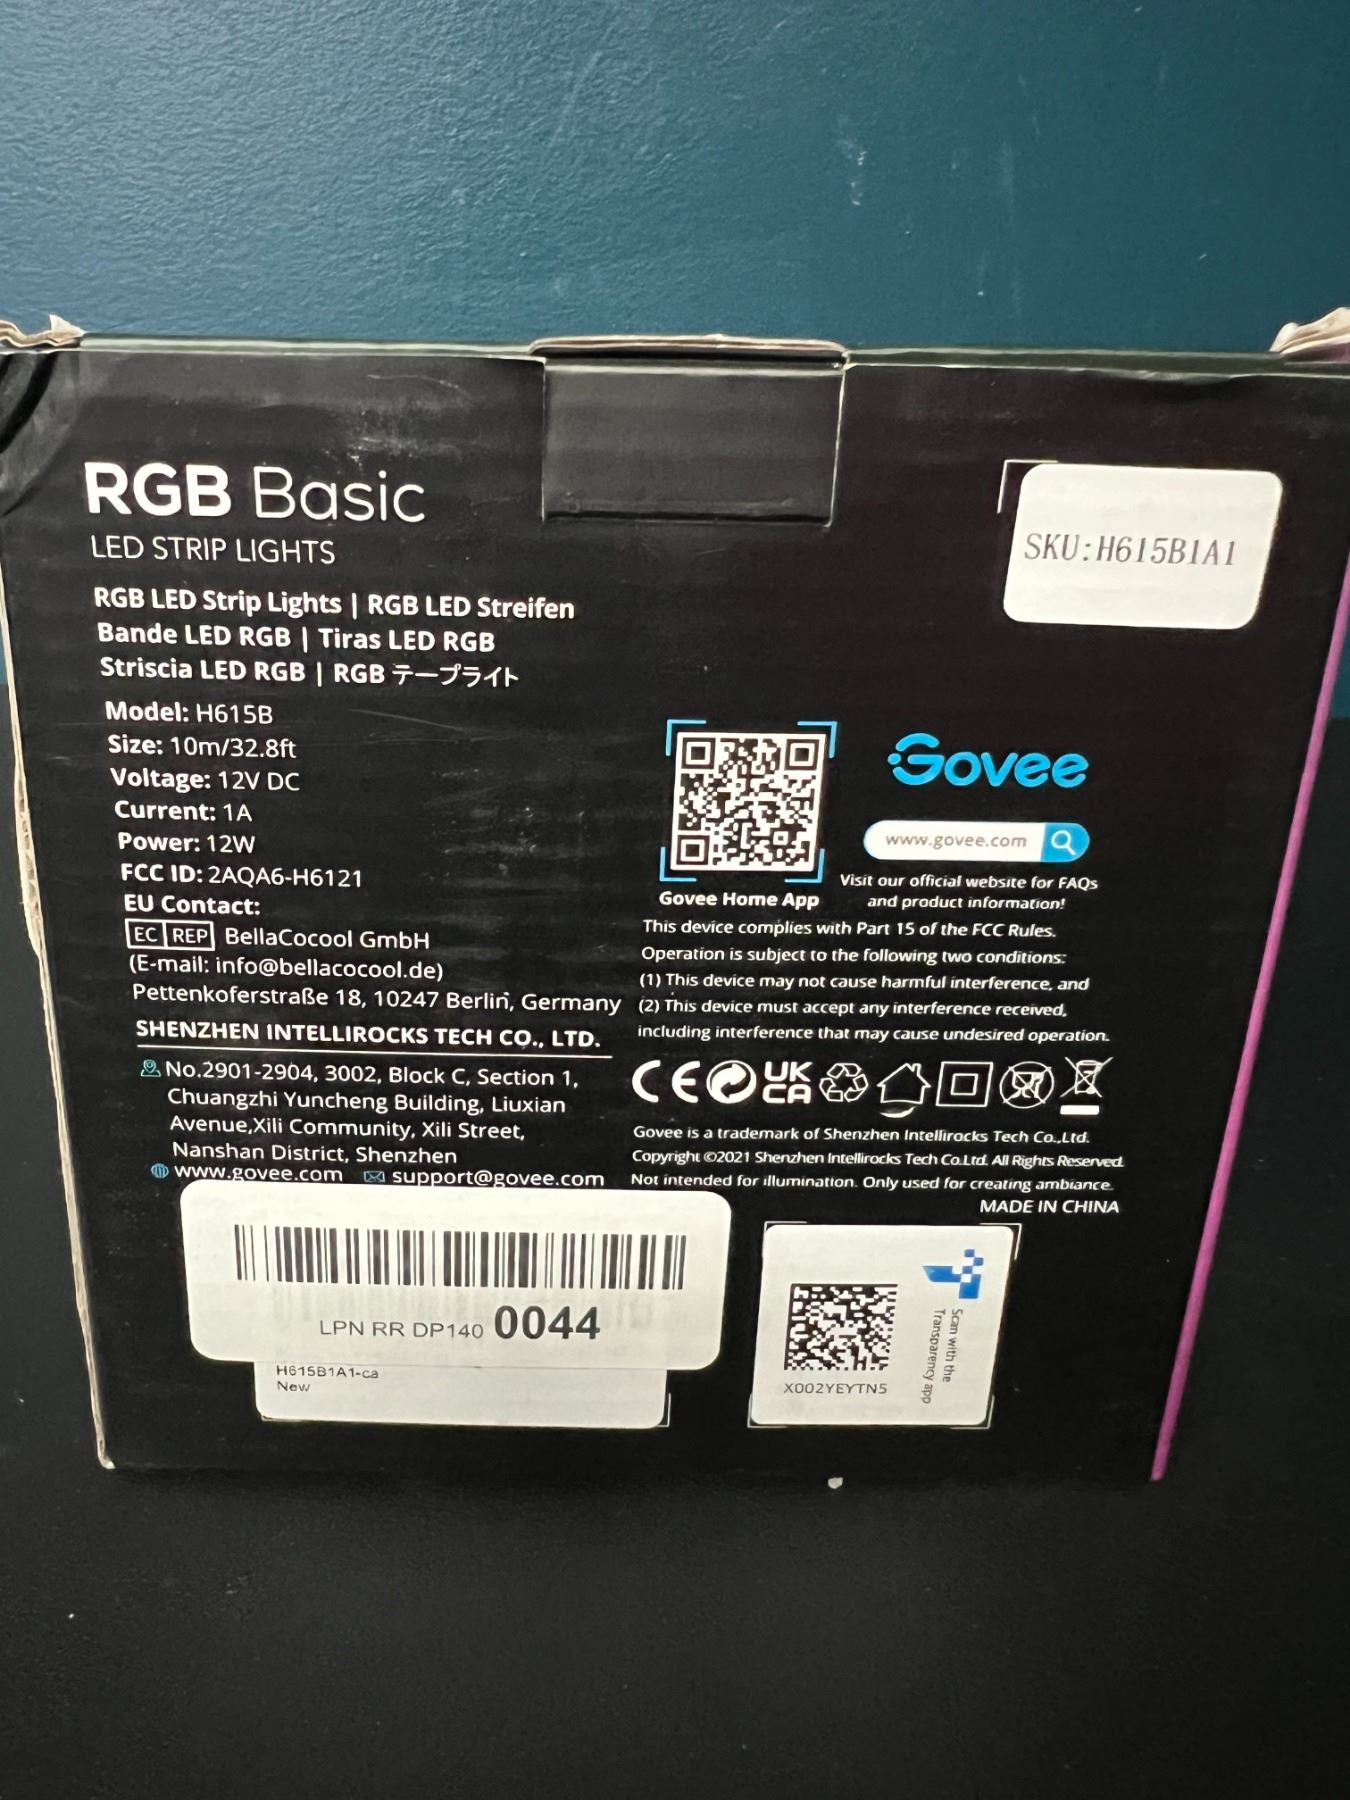 RGB Basic
LED STRIP LIGHTS
RGB LED Strip Lights | RGB LED Streifen
Bande LED RGB | Tiras LED RGB
Striscia LED RGB | RGB テープライト
Model: H615B
Size: 10m/32.8ft
Voltage: 12V DC
Current: 1A
Power: 12W
FCC ID: 2AQA6-H6121
EU Contact:
EC REP BellaCocool GmbH
(E-mail: info@bellacocool.de)
Pettenkoferstraße 18, 10247 Berlin, Germany
SHENZHEN INTELLIROCKS TECH CO., LTD.
No.2901-2904, 3002, Block C, Section 1,
Chuangzhi Yuncheng Building, Liuxian
Avenue,Xili Community, Xili Street,
Nanshan District, Shenzhen
www.govee.com support@govee.com
SKU:H615B1A1
Govee
www.govee.com
Govee Home App
Visit our official website for FAQs
and product information!
This device complies with Part 15 of the FCC Rules.
Operation is subject to the following two conditions:
(1) This device may not cause harmful interference, and
(2) This device must accept any interference received,
including interference that may cause undesired operation.
CE UK
CA
Govee is a trademark of Shenzhen Intellirocks Tech Co.,Ltd.
Copyright ©2021 Shenzhen Intellirocks Tech Co.Ltd. All Rights Reserved.
Not intended for illumination. Only used for creating ambiance.
MADE IN CHINA
LPN RR DP140 0044
H615B1A1-ca
New
X002YEYTN5
Scan with the
Transparency app